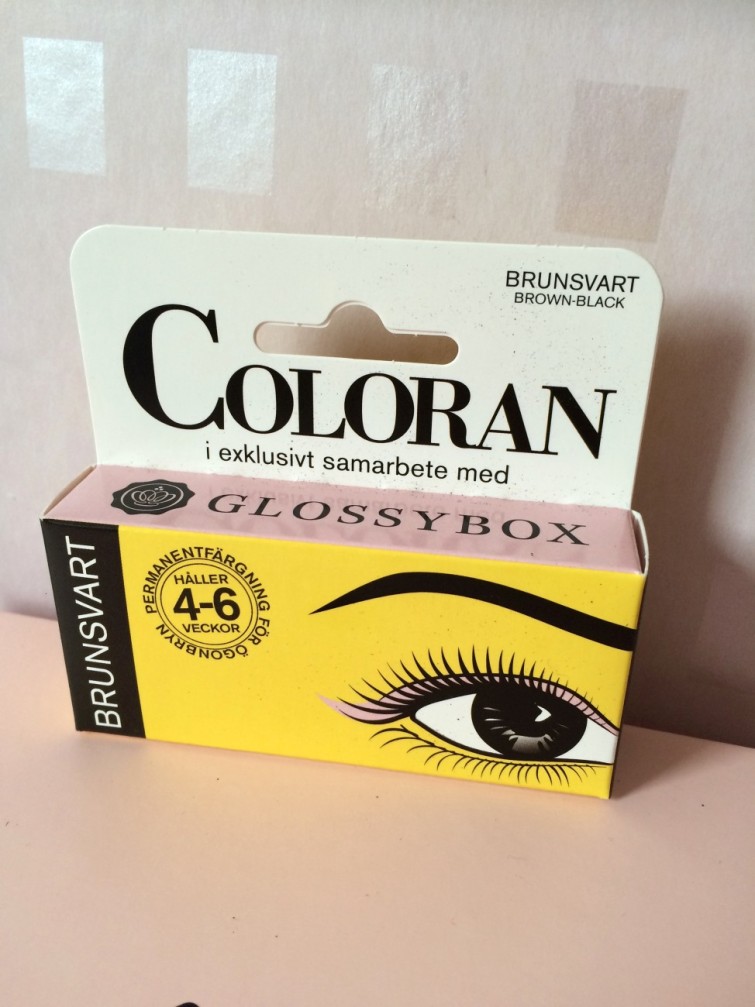 BRUNSVART
BROWN-BLACK
COLORAN
i exklusivt samarbete med
GLOSSYBOX
BRUNSVART
PERMANENTFÄRGNING FÖR ÖGONBRYN
HÅLLER
4-6
VECKOR